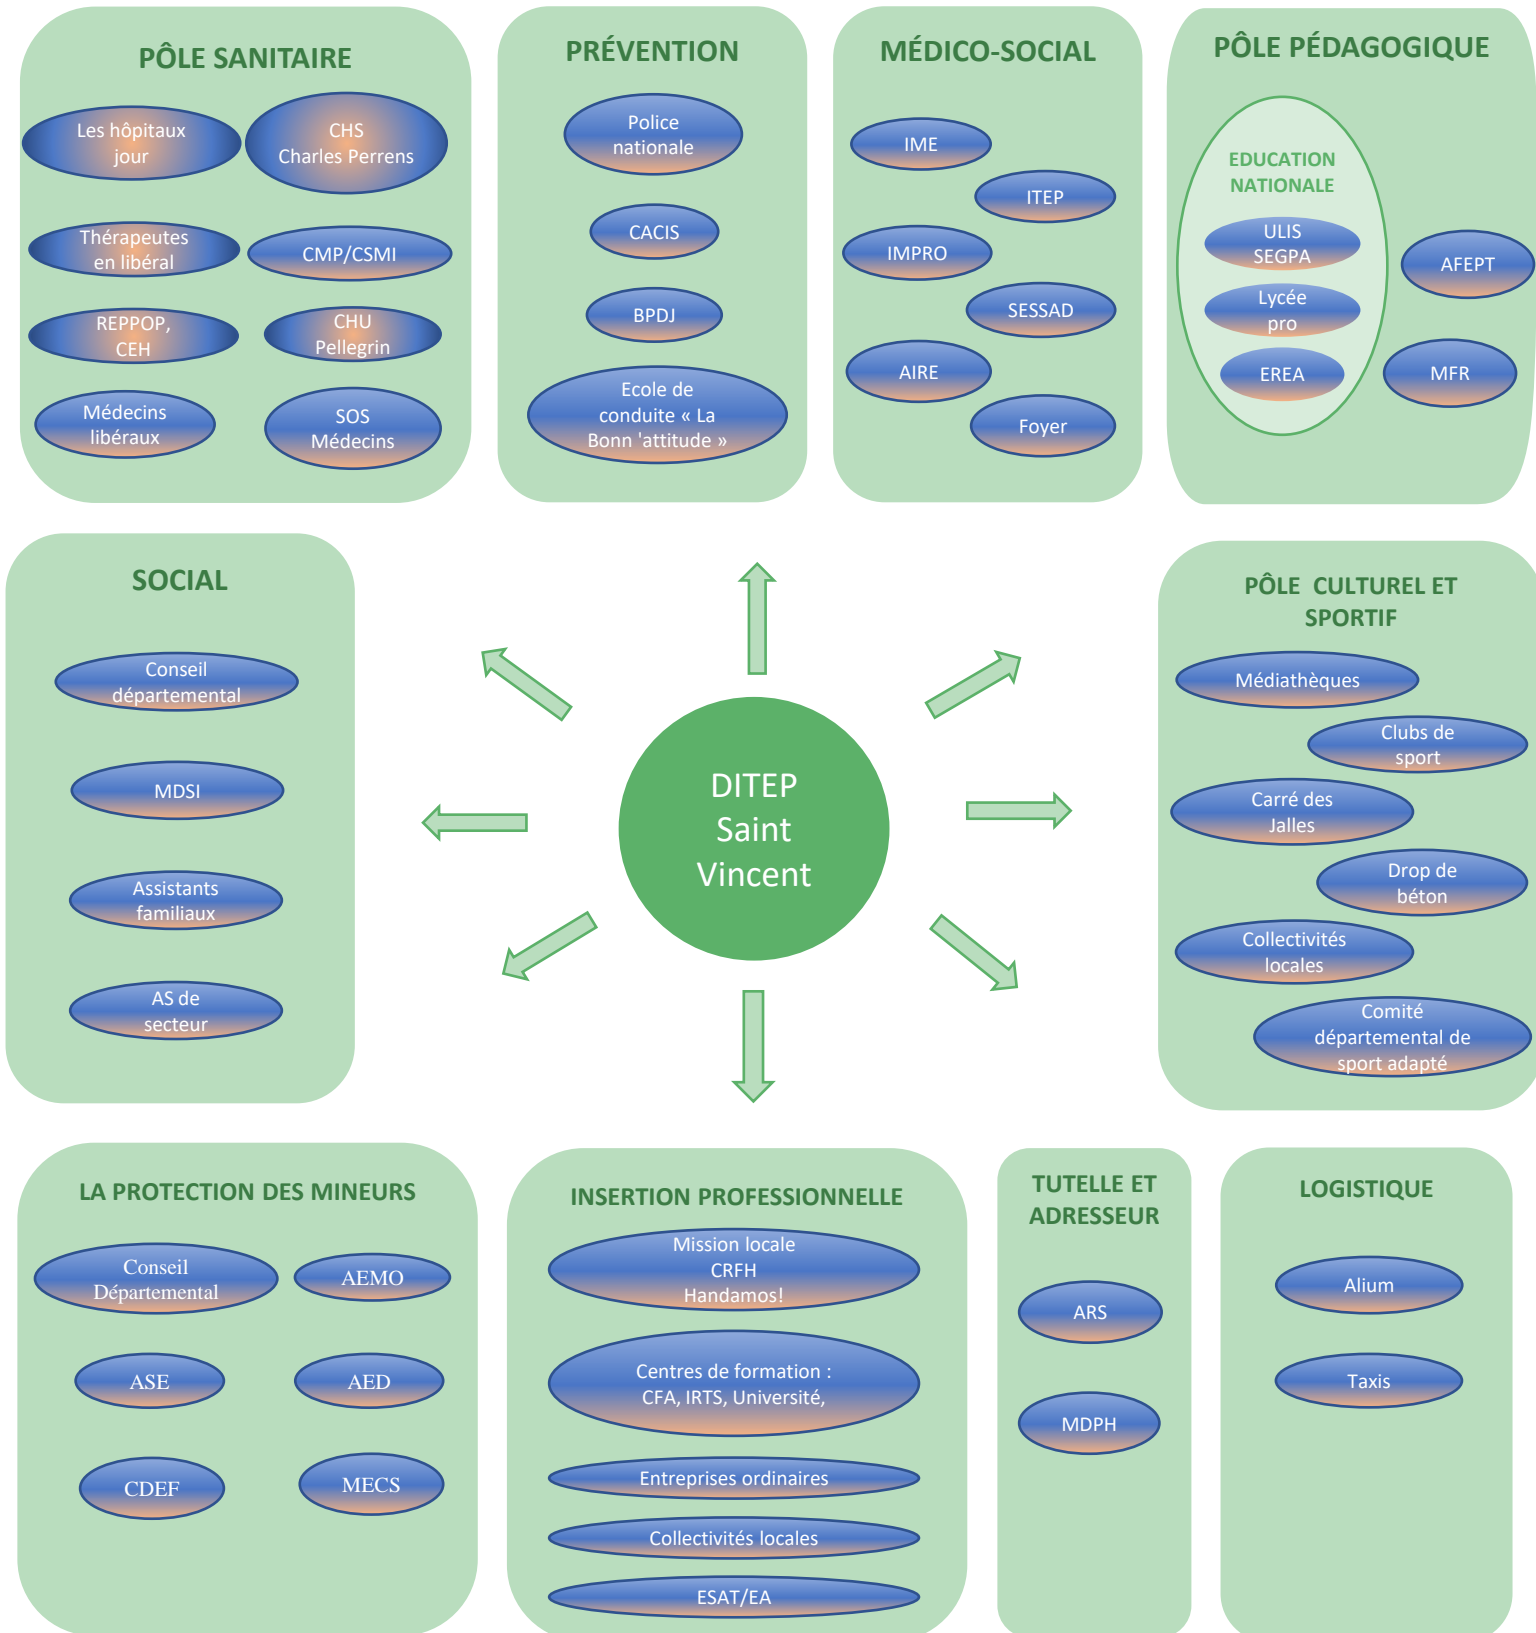 PÔLE SANITAIRE
Les hôpitaux
jour
CHS
Charles Perrens
Thérapeutes
en libéral
CMP/CSMI
REPPOP,
CEH
CHU
Pellegrin
Médecins
libéraux
SOS
Médecins
PRÉVENTION
Police
nationale
CACIS
BPDJ
Ecole de
conduite « La
Bonn 'attitude »
MÉDICO-SOCIAL
IME
ITEP
IMPRO
SESSAD
AIRE
Foyer
PÔLE PÉDAGOGIQUE
EDUCATION
NATIONALE
ULIS
SEGPA
Lycée
pro
EREA
AFEPT
MFR
SOCIAL
Conseil
départemental
MDSI
Assistants
familiaux
AS de
secteur
DITEP
Saint
Vincent
PÔLE CULTUREL ET
SPORTIF
Médiathèques
Clubs de
sport
Carré des
Jalles
Drop de
béton
Collectivités
locales
Comité
départemental de
sport adapté
LA PROTECTION DES MINEURS
Conseil
Départemental
AEMO
ASE
AED
CDEF
MECS
INSERTION PROFESSIONNELLE
Mission locale
CRFH
Handamos!
Centres de formation :
CFA, IRTS, Université,
Entreprises ordinaires
Collectivités locales
ESAT/EA
TUTELLE ET
ADRESSEUR
ARS
MDPH
LOGISTIQUE
Alium
Taxis